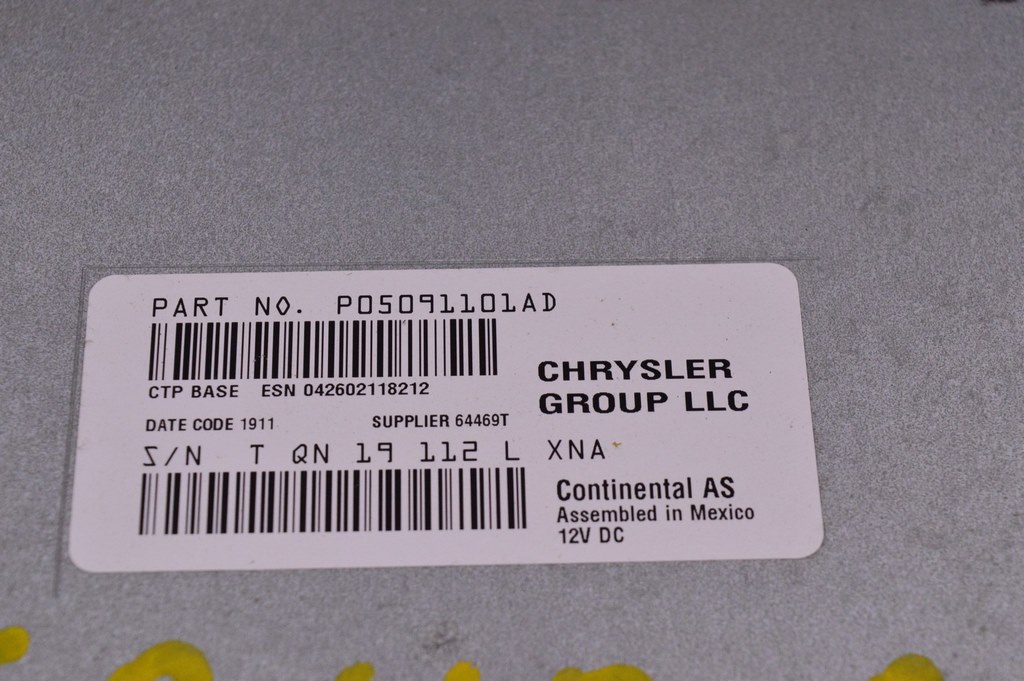 PART NO. P05091101AD
CTP BASE ESN 042602118212
CHRYSLER
GROUP LLC
DATE CODE 1911 SUPPLIER 64469T
S/N T QN 19 112 L XNA
Continental AS
Assembled in Mexico
12V DC